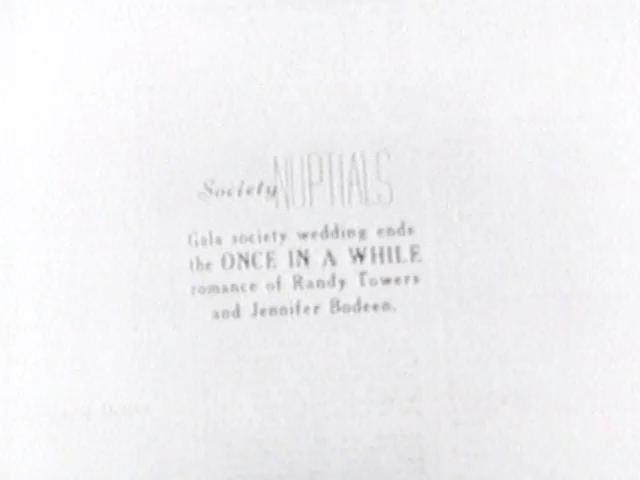 Society NUPTIALS
Gala society wedding ends
the ONCE IN A WHILE
romance of Randy Towers
and Jennifer Bodeen.